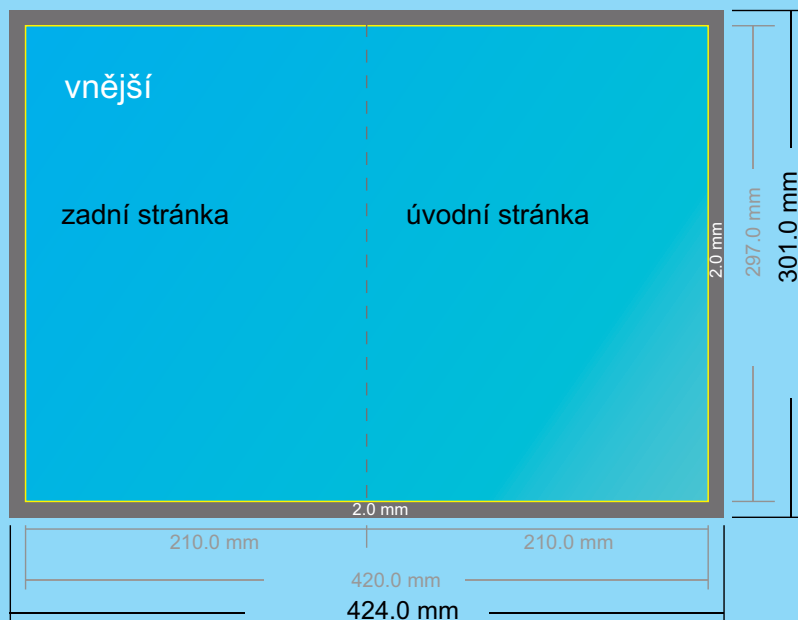 vnější
zadní stránka
úvodní stránka
2.0 mm
297.0 mm
301.0 mm
2.0 mm
210.0 mm
210.0 mm
420.0 mm
424.0 mm